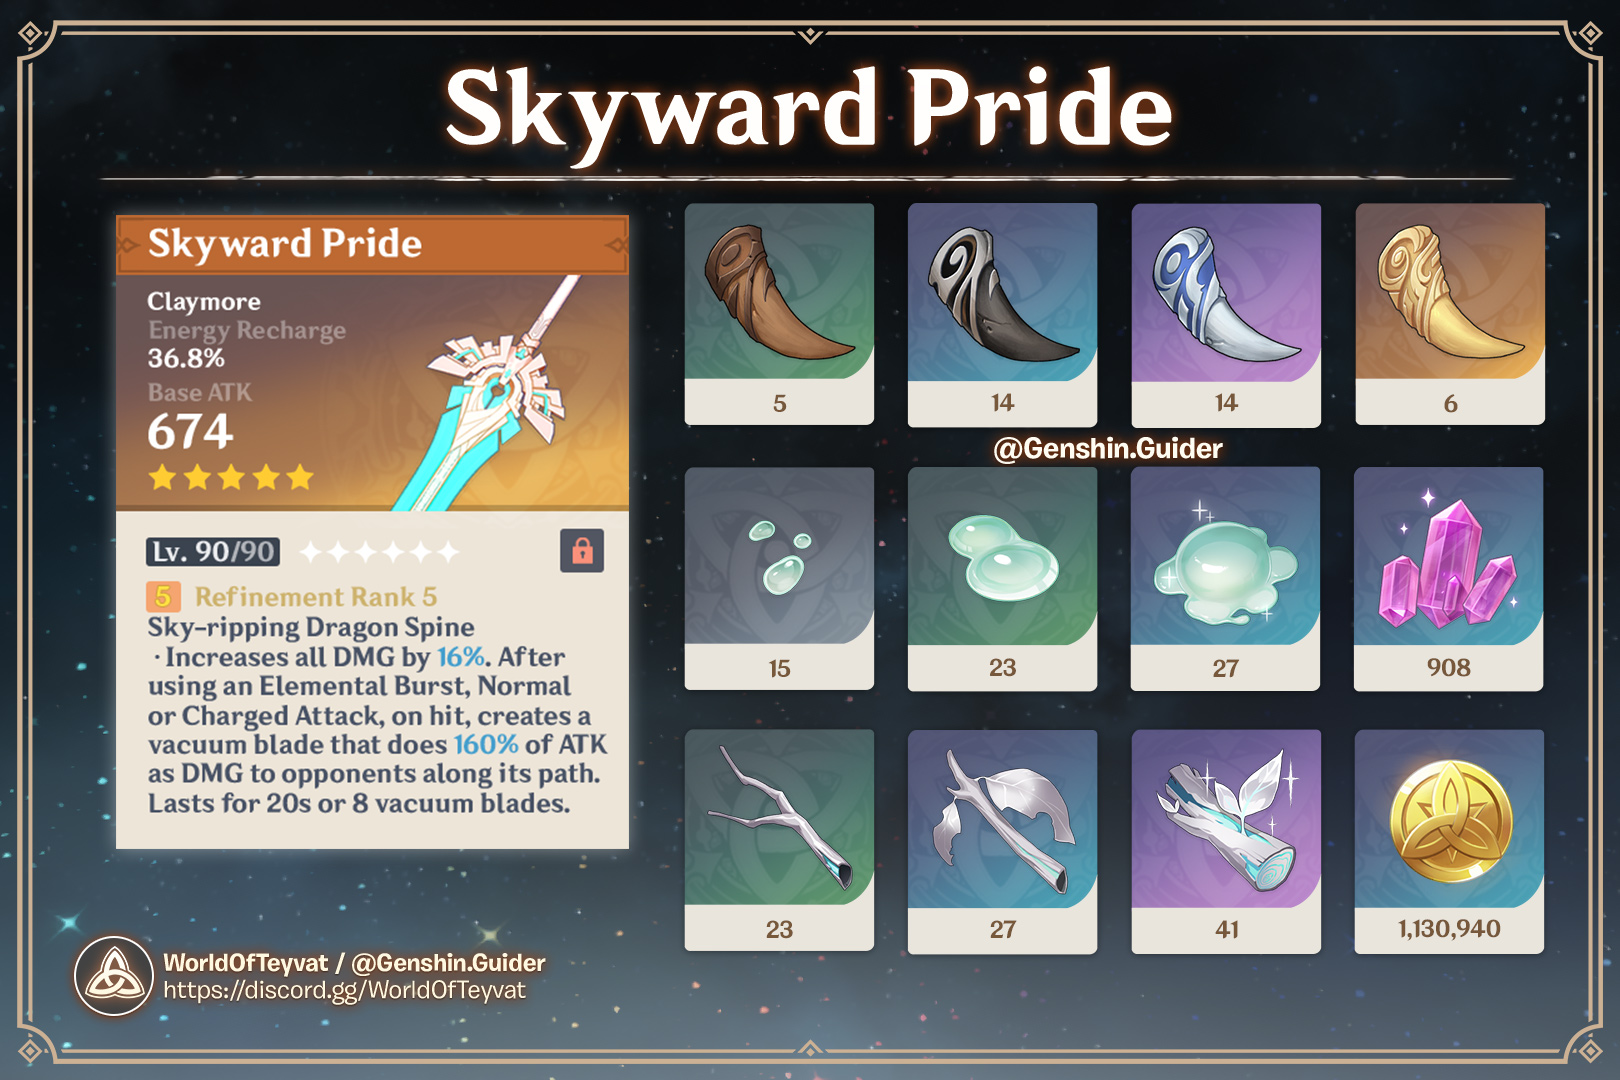 Skyward Pride
Skyward Pride
Claymore
Energy Recharge
36.8%
Base ATK
674
Lv. 90/90
5 Refinement Rank 5
Sky-ripping Dragon Spine
· Increases all DMG by 16%. After
using an Elemental Burst, Normal
or Charged Attack, on hit, creates a
vacuum blade that does 160% of ATK
as DMG to opponents along its path.
Lasts for 20s or 8 vacuum blades.
5
14
14
6
@Genshin.Guider
15
23
27
908
23
27
41
1,130,940
WorldOfTeyvat / @Genshin.Guider
https://discord.gg/WorldOfTeyvat